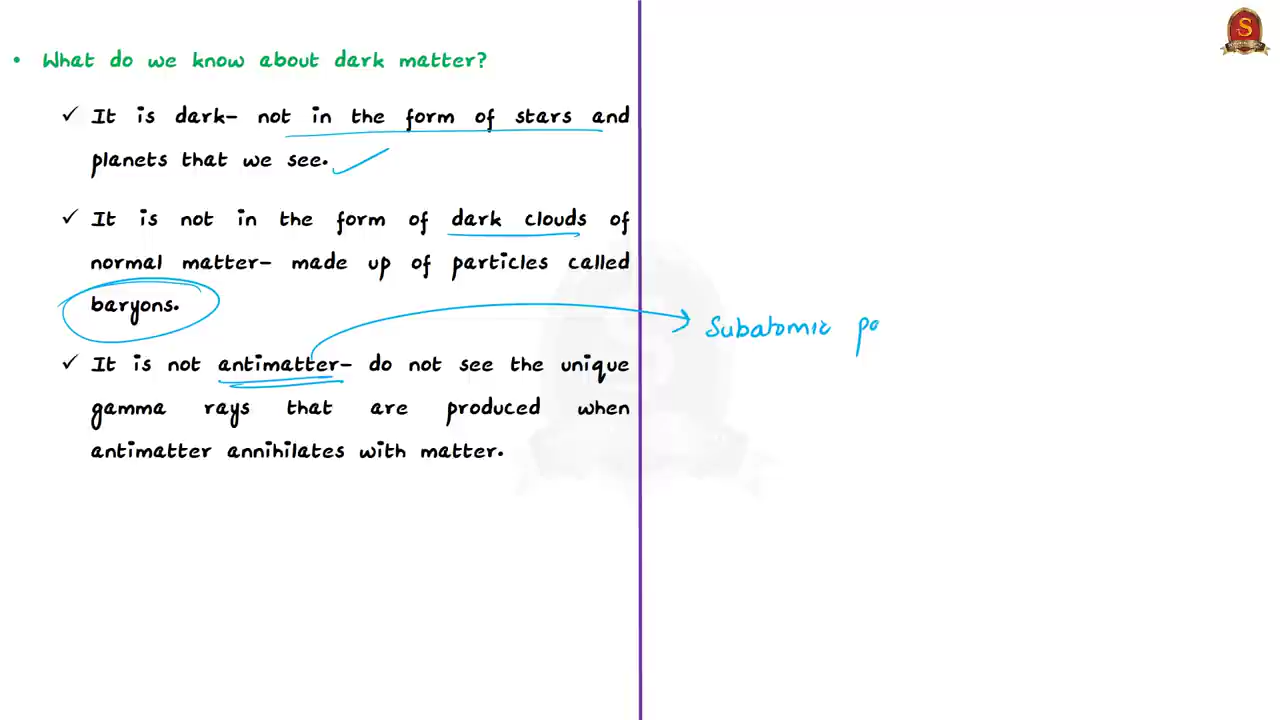 • What do we know about dark matter?
✓ It is dark- not in the form of stars and
planets that we see.
✓ It is not in the form of dark clouds of
normal matter- made up of particles called
baryons.
✓ It is not antimatter- do not see the unique
gamma rays that are produced when
antimatter annihilates with matter.
Subatomic pa
S